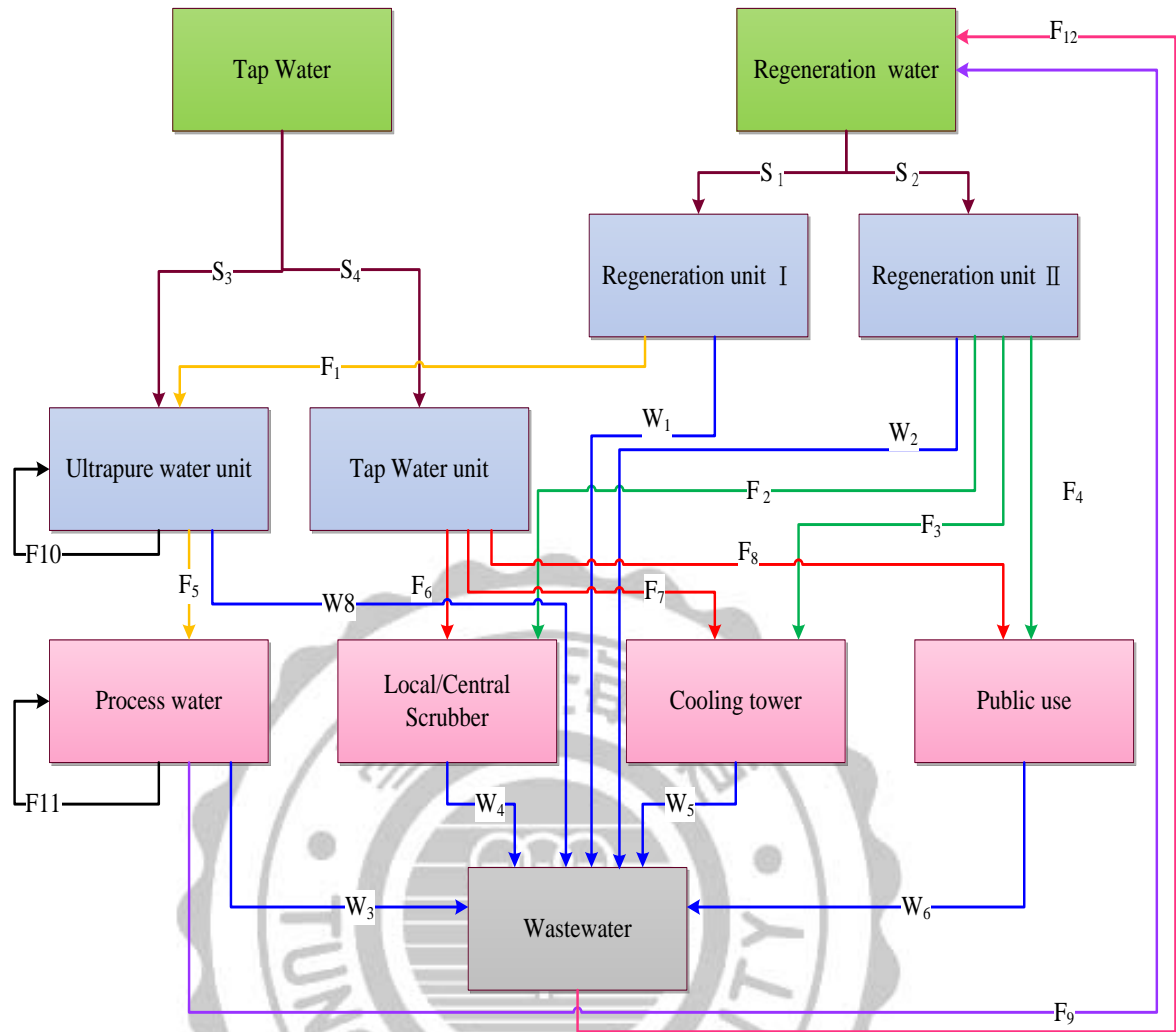 Tap Water
Regeneration water
F₁₂
S₁
S₂
S₃
S₄
Regeneration unit Ⅰ
Regeneration unit Ⅱ
F₁
W₁
W₂
Ultrapure water unit
Tap Water unit
F₂
F₃
F₄
F10
F₅
W8
F₆
F₇
F₈
Process water
Local/Central
Scrubber
Cooling tower
Public use
F11
W₄
W₅
W₃
Wastewater
W₆
F₉
TUNG
ITY